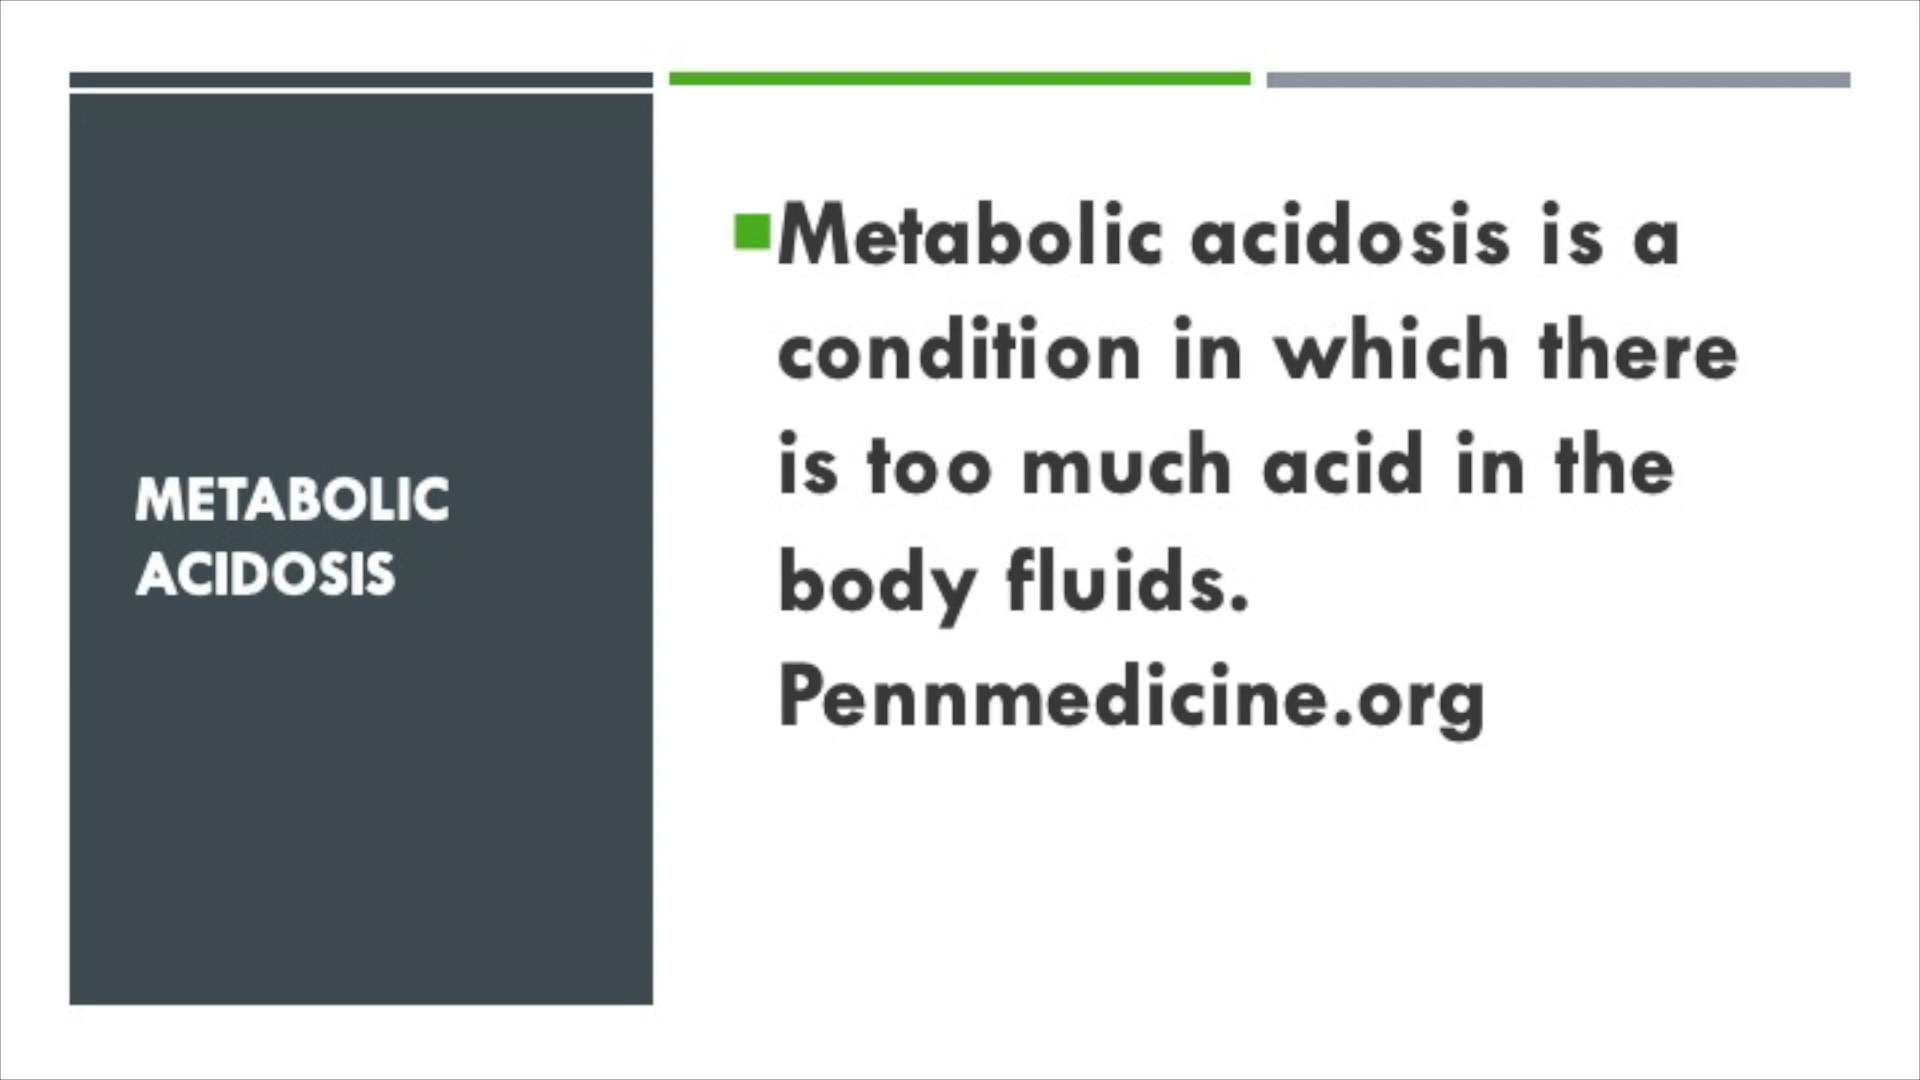 METABOLIC
ACIDOSIS
Metabolic acidosis is a
condition in which there
is too much acid in the
body fluids.
Pennmedicine.org